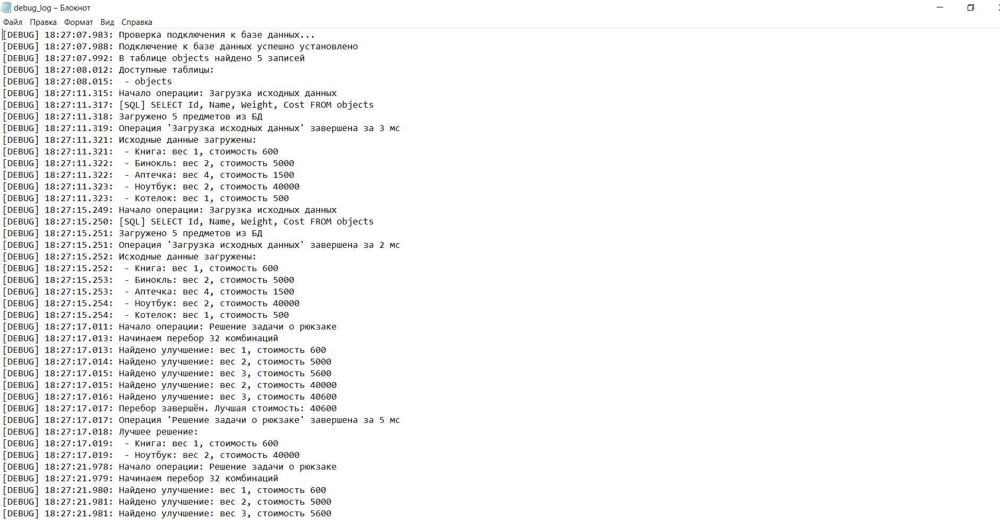 debug_log – Блокнот
Файл Правка Формат Вид Справка
[DEBUG] 18:27:07.983: Проверка подключения к базе данных...
[DEBUG] 18:27:07.988: Подключение к базе данных успешно установлено
[DEBUG] 18:27:07.992: В таблице objects найдено 5 записей
[DEBUG] 18:27:08.012: Доступные таблицы:
[DEBUG] 18:27:08.015:  - objects
[DEBUG] 18:27:11.315: Начало операции: Загрузка исходных данных
[DEBUG] 18:27:11.317: [SQL] SELECT Id, Name, Weight, Cost FROM objects
[DEBUG] 18:27:11.318: Загружено 5 предметов из БД
[DEBUG] 18:27:11.319: Операция 'Загрузка исходных данных' завершена за 3 мс
[DEBUG] 18:27:11.321: Исходные данные загружены:
[DEBUG] 18:27:11.321:  - Книга: вес 1, стоимость 600
[DEBUG] 18:27:11.322:  - Бинокль: вес 2, стоимость 5000
[DEBUG] 18:27:11.322:  - Аптечка: вес 4, стоимость 1500
[DEBUG] 18:27:11.323:  - Ноутбук: вес 2, стоимость 40000
[DEBUG] 18:27:11.323:  - Котелок: вес 1, стоимость 500
[DEBUG] 18:27:15.249: Начало операции: Загрузка исходных данных
[DEBUG] 18:27:15.250: [SQL] SELECT Id, Name, Weight, Cost FROM objects
[DEBUG] 18:27:15.251: Загружено 5 предметов из БД
[DEBUG] 18:27:15.251: Операция 'Загрузка исходных данных' завершена за 2 мс
[DEBUG] 18:27:15.252: Исходные данные загружены:
[DEBUG] 18:27:15.252:  - Книга: вес 1, стоимость 600
[DEBUG] 18:27:15.253:  - Бинокль: вес 2, стоимость 5000
[DEBUG] 18:27:15.253:  - Аптечка: вес 4, стоимость 1500
[DEBUG] 18:27:15.254:  - Ноутбук: вес 2, стоимость 40000
[DEBUG] 18:27:15.254:  - Котелок: вес 1, стоимость 500
[DEBUG] 18:27:17.011: Начало операции: Решение задачи о рюкзаке
[DEBUG] 18:27:17.013: Начинаем перебор 32 комбинаций
[DEBUG] 18:27:17.013: Найдено улучшение: вес 1, стоимость 600
[DEBUG] 18:27:17.014: Найдено улучшение: вес 2, стоимость 5000
[DEBUG] 18:27:17.015: Найдено улучшение: вес 3, стоимость 5600
[DEBUG] 18:27:17.015: Найдено улучшение: вес 2, стоимость 40000
[DEBUG] 18:27:17.016: Найдено улучшение: вес 3, стоимость 40600
[DEBUG] 18:27:17.017: Перебор завершён. Лучшая стоимость: 40600
[DEBUG] 18:27:17.017: Операция 'Решение задачи о рюкзаке' завершена за 5 мс
[DEBUG] 18:27:17.018: Лучшее решение:
[DEBUG] 18:27:17.019:  - Книга: вес 1, стоимость 600
[DEBUG] 18:27:17.019:  - Ноутбук: вес 2, стоимость 40000
[DEBUG] 18:27:21.978: Начало операции: Решение задачи о рюкзаке
[DEBUG] 18:27:21.979: Начинаем перебор 32 комбинаций
[DEBUG] 18:27:21.980: Найдено улучшение: вес 1, стоимость 600
[DEBUG] 18:27:21.981: Найдено улучшение: вес 2, стоимость 5000
[DEBUG] 18:27:21.981: Найдено улучшение: вес 3, стоимость 5600